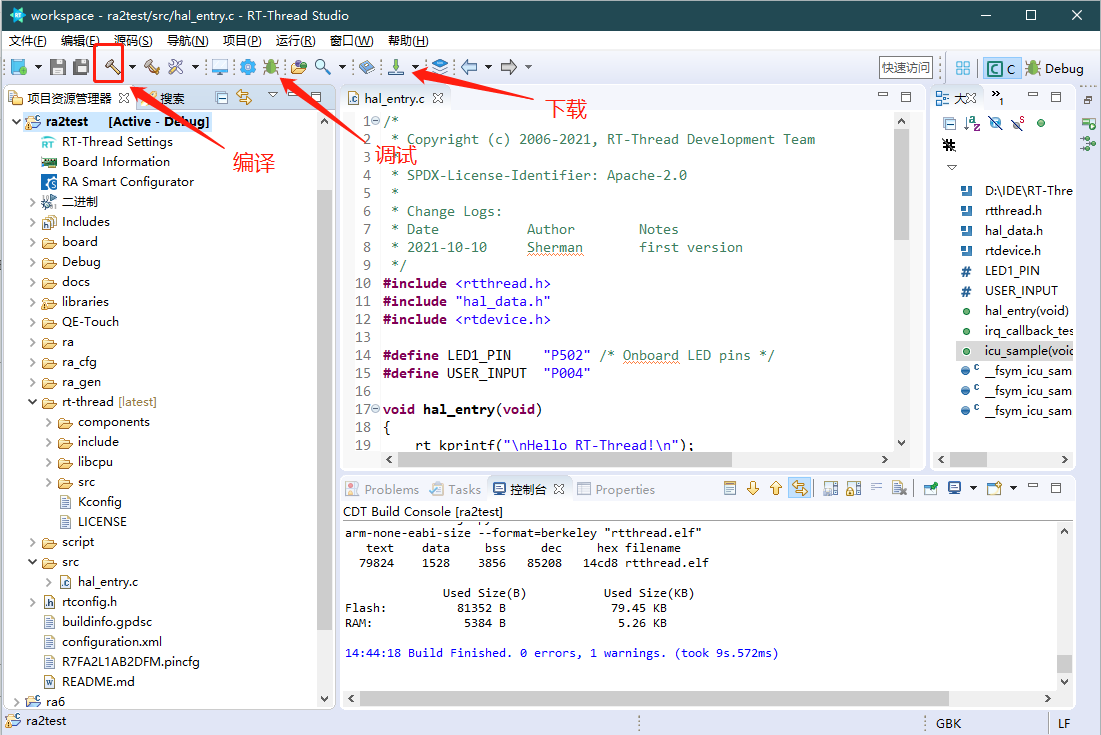 workspace - ra2test/src/hal_entry.c - RT-Thread Studio
文件(F) 编辑(E) 源码(S) 导航(N) 项目(P) 运行(R) 窗口(W) 帮助(H)
快速访问
C
Debug
项目资源管理器
搜索
ra2test [Active - Debug]
RT-Thread Settings
Board Information
RA Smart Configurator
二进制
Includes
board
Debug
docs
libraries
QE-Touch
ra
ra_cfg
ra_gen
rt-thread [latest]
components
include
libcpu
src
Kconfig
LICENSE
script
src
hal_entry.c
rtconfig.h
buildinfo.gpdsc
configuration.xml
R7FA2L1AB2DFM.pincfg
README.md
ra6
编译
调试
下载
hal_entry.c
1 /*
2 * Copyright (c) 2006-2021, RT-Thread Development Team
3 *
4 * SPDX-License-Identifier: Apache-2.0
5 *
6 * Change Logs:
7 * Date Author Notes
8 * 2021-10-10 Sherman first version
9 */
10 #include <rtthread.h>
11 #include "hal_data.h"
12 #include <rtdevice.h>
13
14 #define LED1_PIN "P502" /* Onboard LED pins */
15 #define USER_INPUT "P004"
16
17 void hal_entry(void)
18 {
19 rt_kprintf("\nHello RT-Thread!\n");
大
1
D:\IDE\RT-Thre
rtthread.h
hal_data.h
rtdevice.h
LED1_PIN
USER_INPUT
hal_entry(void)
irq_callback_tes
icu_sample(void
__fsym_icu_sam
__fsym_icu_sam
__fsym_icu_sam
Problems Tasks 控制台 Properties
CDT Build Console [ra2test]
arm-none-eabi-size --format=berkeley "rtthread.elf"
text data bss dec hex filename
79824 1528 3856 85208 14cd8 rtthread.elf
Used Size(B) Used Size(KB)
Flash: 81352 B 79.45 KB
RAM: 5384 B 5.26 KB
14:44:18 Build Finished. 0 errors, 1 warnings. (took 9s.572ms)
ra2test
GBK
LF